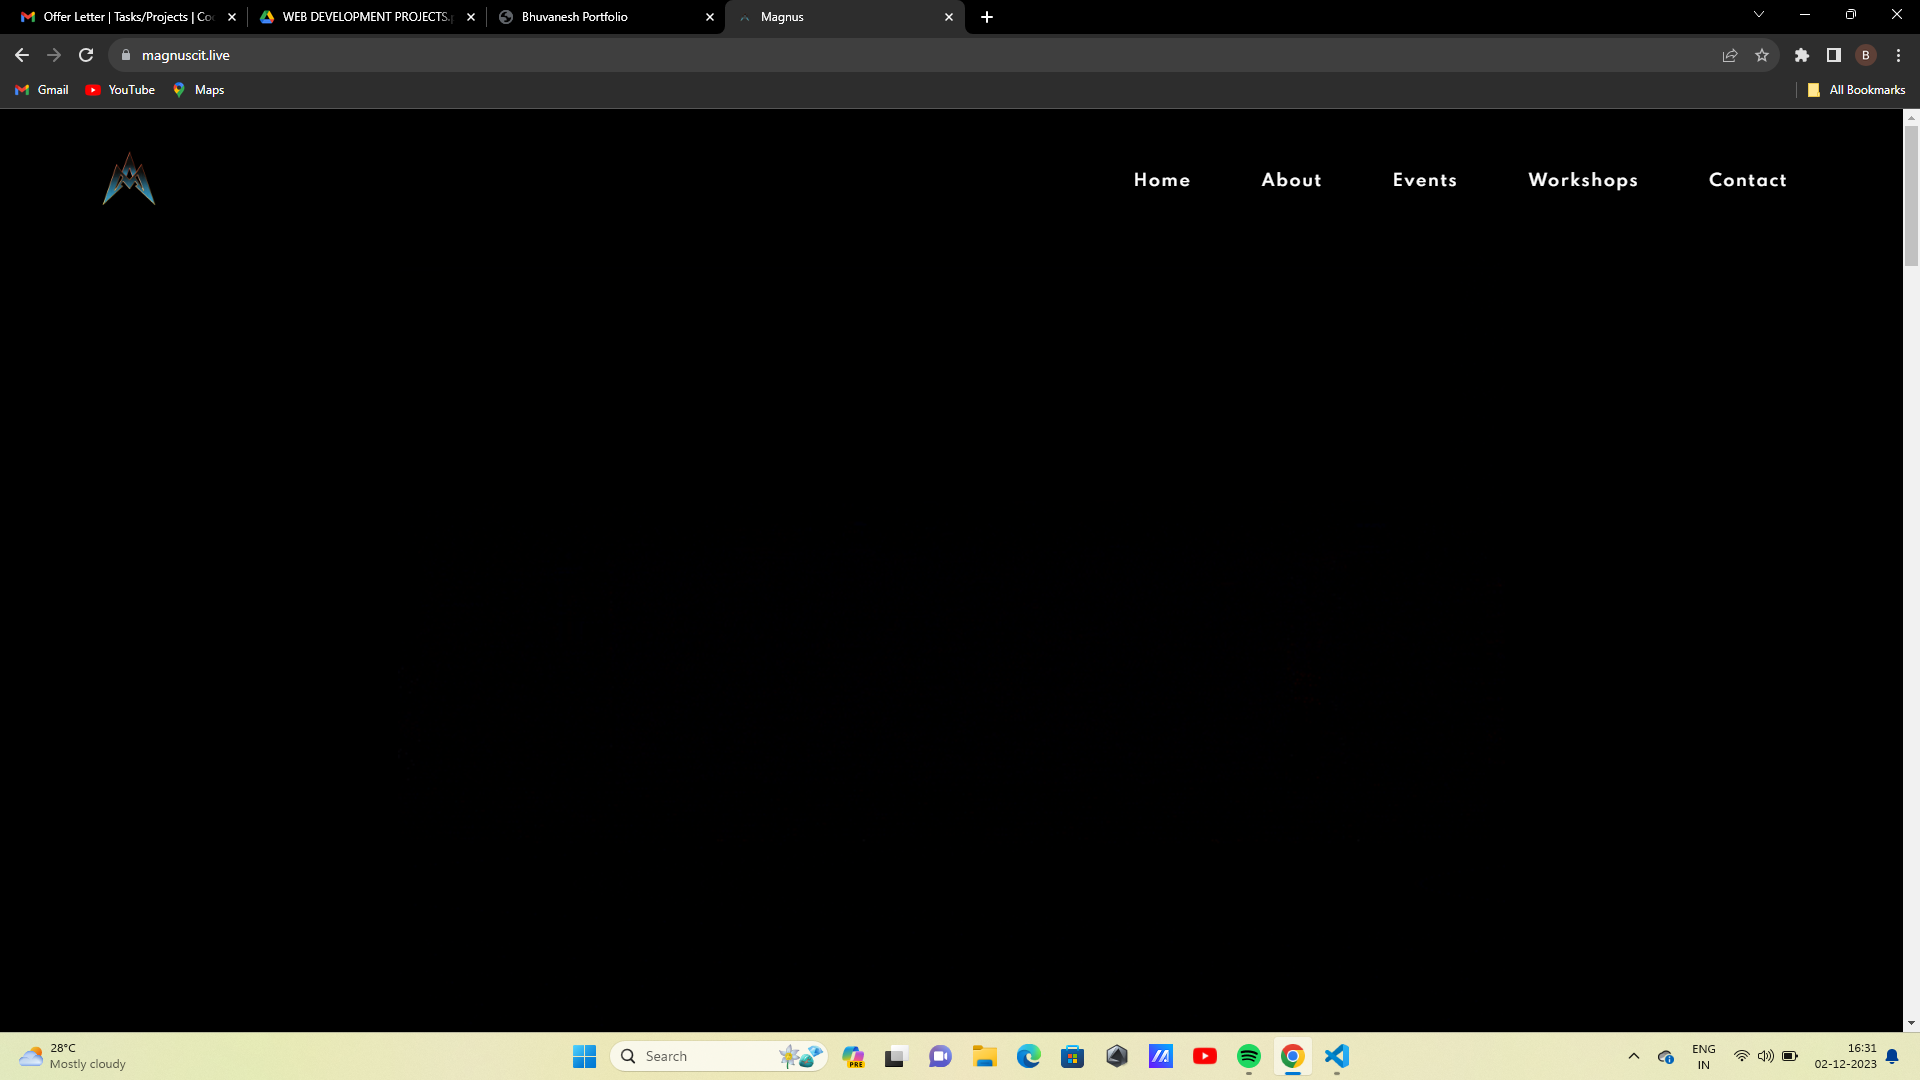 Offer Letter | Tasks/Projects | Co
WEB DEVELOPMENT PROJECTS.
Bhuvanesh Portfolio
Magnus
magnuscit.live
B
Gmail
YouTube
Maps
All Bookmarks
Home
About
Events
Workshops
Contact
28°C
Mostly cloudy
Search
PRE
ENG
IN
16:31
02-12-2023